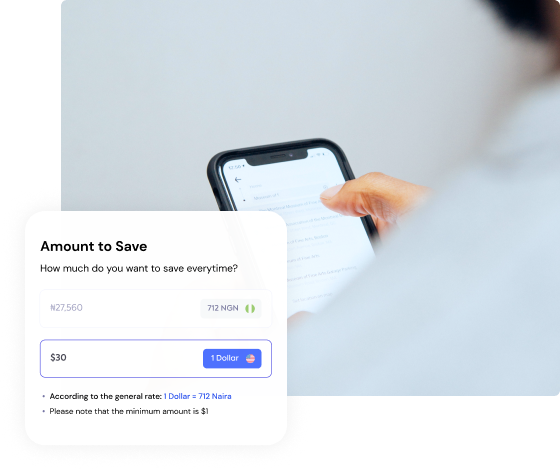 Amount to Save
How much do you want to save everytime?
₦27,560
712 NGN
$30
1 Dollar
According to the general rate: 1 Dollar = 712 Naira
Please note that the minimum amount is $1